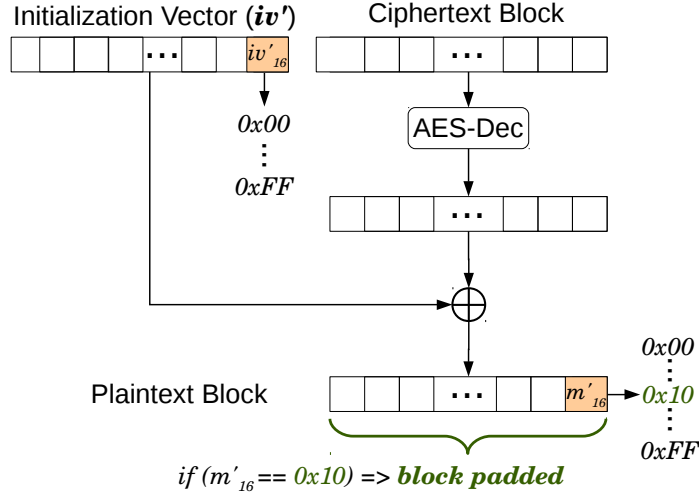 Initialization Vector (iv')
Ciphertext Block
...
iv'16
...
0x00
⋮
0xFF
AES-Dec
...
Plaintext Block
...
m'16
0x00
⋮
0x10
⋮
0xFF
if (m'16 == 0x10) => block padded